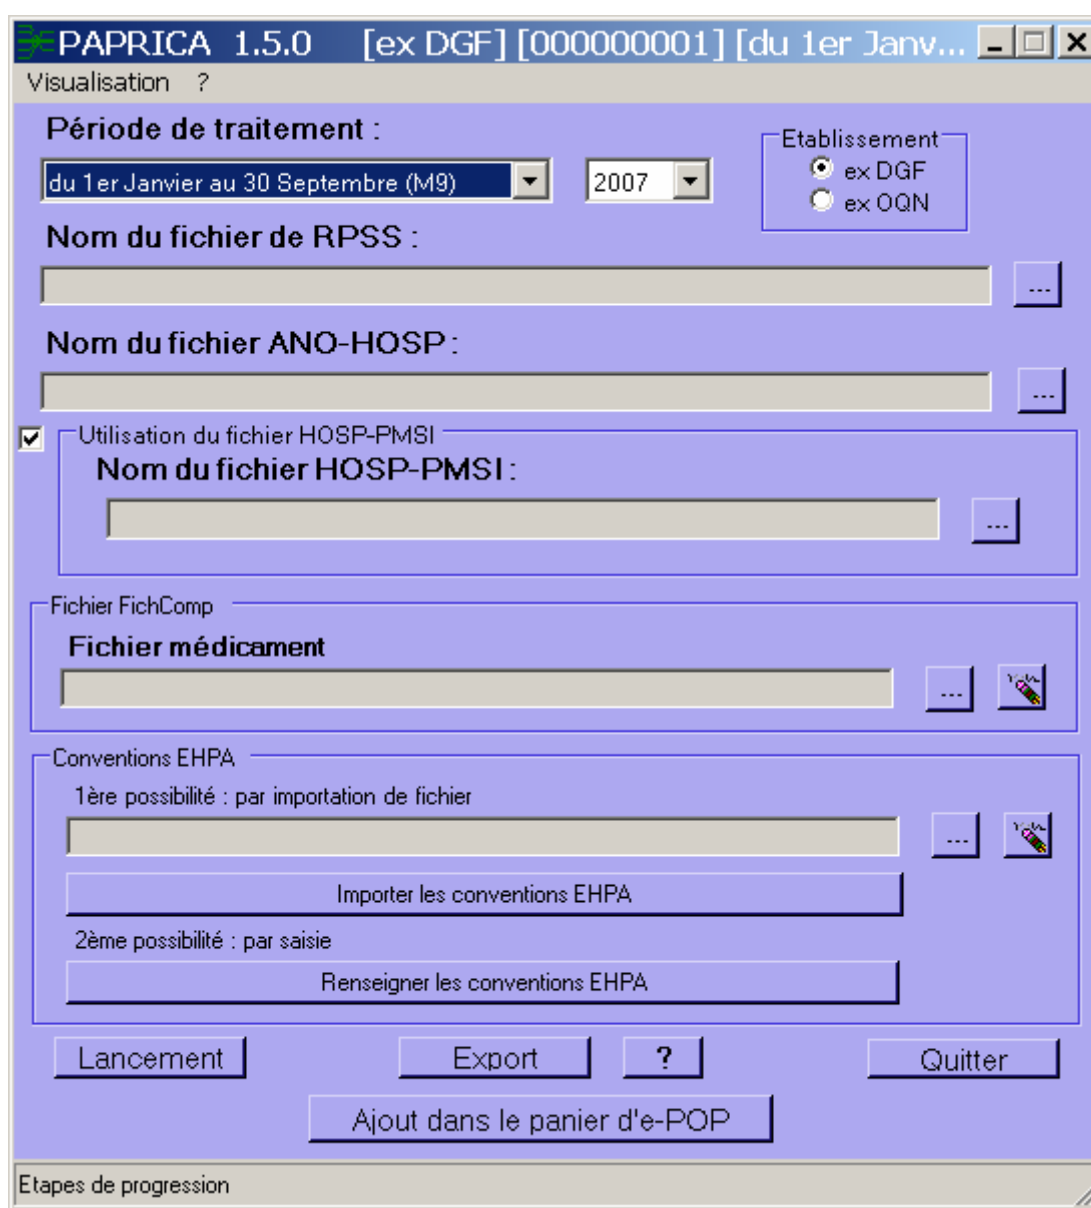 PAPRICA 1.5.0 [ex DGF] [000000001] [du 1er Janv...
Visualisation ?
Période de traitement :
Etablissement
du 1er Janvier au 30 Septembre (M9) 2007
ex DGF
ex OQN
Nom du fichier de RPSS :
...
Nom du fichier ANO-HOSP :
...
Utilisation du fichier HOSP-PMSI
Nom du fichier HOSP-PMSI :
...
Fichier FichComp
Fichier médicament
...
Conventions EHPA
1ère possibilité : par importation de fichier
...
Importer les conventions EHPA
2ème possibilité : par saisie
Renseigner les conventions EHPA
Lancement Export ? Quitter
Ajout dans le panier d'e-POP
Etapes de progression